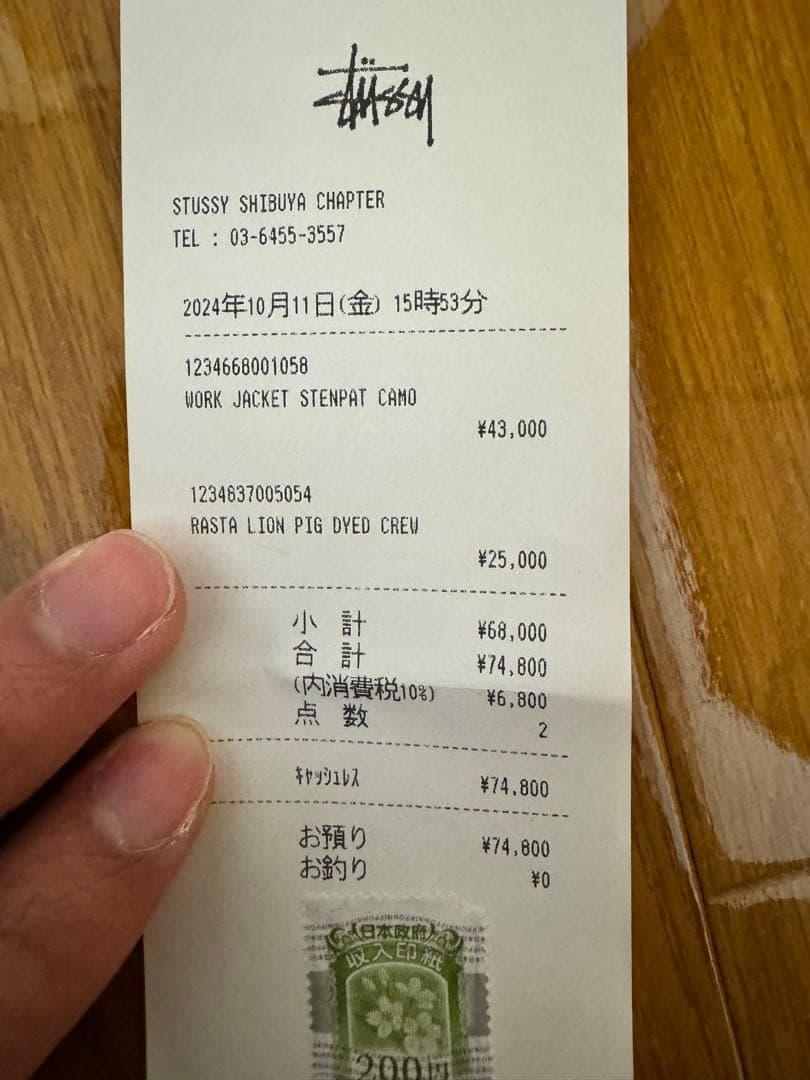 STÜSSY
STUSSY SHIBUYA CHAPTER
TEL : 03-6455-3557
2024年10月11日(金) 15時53分
1234668001058
WORK JACKET STENPAT CAMO
¥43,000
1234637005054
RASTA LION PIG DYED CREW
¥25,000
小 計 ¥68,000
合 計 ¥74,800
(内消費税10%) ¥6,800
点 数 2
ｷｬｯｼｭﾚｽ ¥74,800
お預り ¥74,800
お釣り ¥0
日本政府
収入印紙
200円